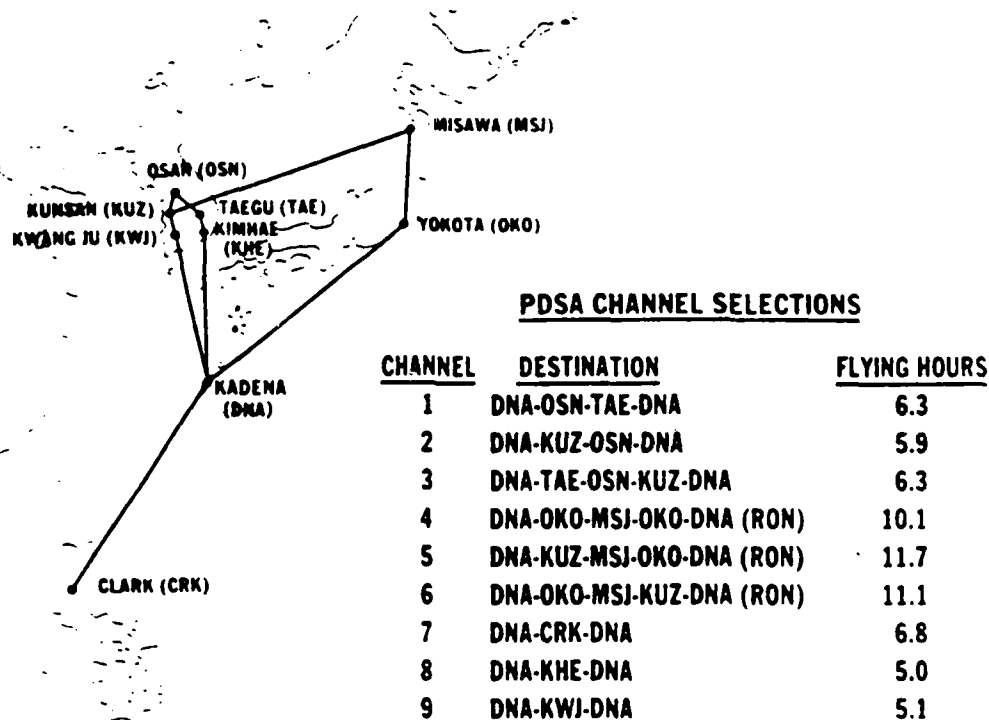 MISAWA (MSJ)
OSAN (OSN)
KUNSAN (KUZ)
TAEGU (TAE)
KWANG JU (KWJ)
KIMHAE
(KHE)
YOKOTA (OKO)
KADENA
(DNA)
CLARK (CRK)
PDSA CHANNEL SELECTIONS
CHANNEL DESTINATION FLYING HOURS
1 DNA-OSN-TAE-DNA 6.3
2 DNA-KUZ-OSN-DNA 5.9
3 DNA-TAE-OSN-KUZ-DNA 6.3
4 DNA-OKO-MSJ-OKO-DNA (RON) 10.1
5 DNA-KUZ-MSJ-OKO-DNA (RON) 11.7
6 DNA-OKO-MSJ-KUZ-DNA (RON) 11.1
7 DNA-CRK-DNA 6.8
8 DNA-KHE-DNA 5.0
9 DNA-KWJ-DNA 5.1